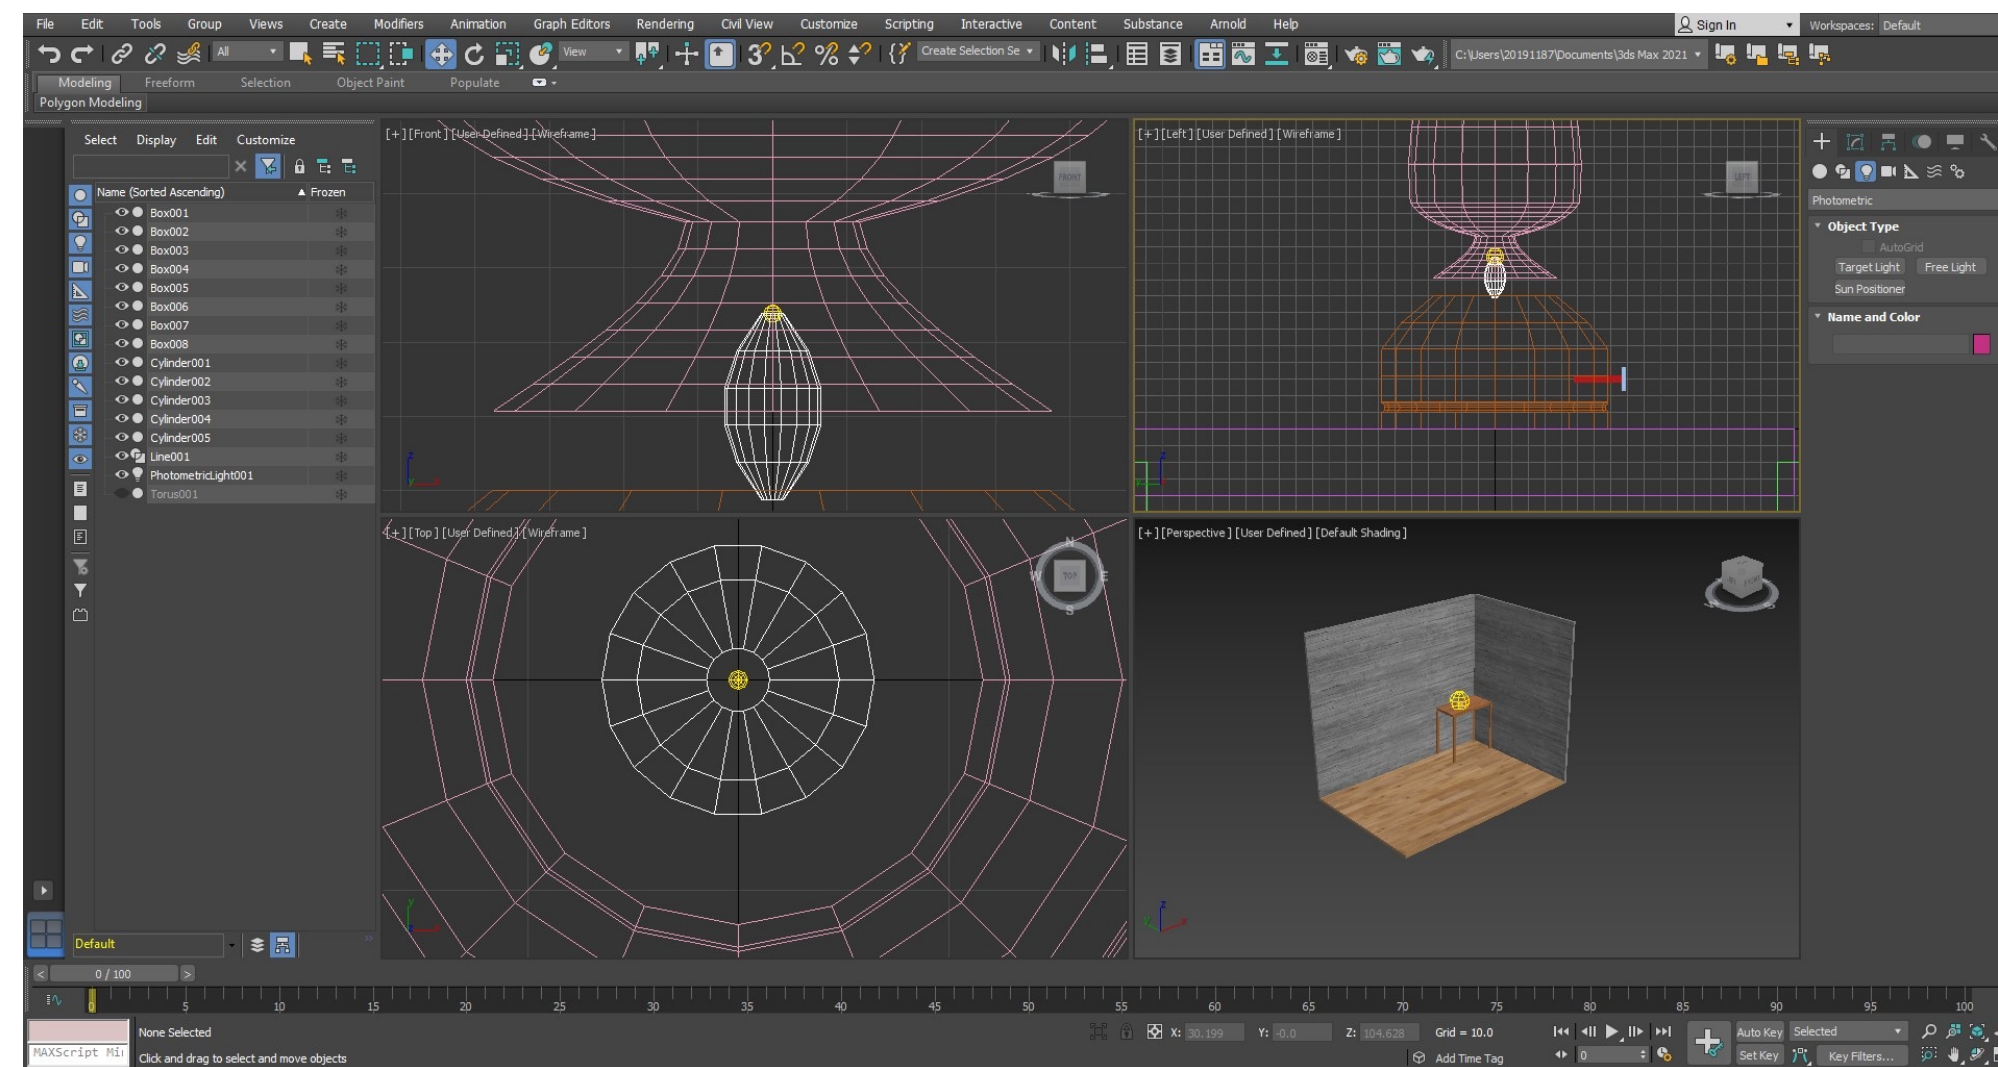 File Edit Tools Group Views Create Modifiers Animation Graph Editors Rendering Civil View Customize Scripting Interactive Content Substance Arnold Help Sign In Workspaces: Default
All View Create Selection Se C:\Users\20191187\Documents\3ds Max 2021
Modeling Freeform Selection Object Paint Populate
Polygon Modeling
Select Display Edit Customize
Name (Sorted Ascending) Frozen
Box001
Box002
Box003
Box004
Box005
Box006
Box007
Box008
Cylinder001
Cylinder002
Cylinder003
Cylinder004
Cylinder005
Line001
PhotometricLight001
Torus001
Default
[+] [Front] [User Defined] [Wireframe]
FRONT
[+] [Left] [User Defined] [Wireframe]
LEFT
[+] [Top] [User Defined] [Wireframe]
N
W TOP E
S
[+] [Perspective] [User Defined] [Default Shading]
Photometric
Object Type
AutoGrid
Target Light Free Light
Sun Positioner
Name and Color
0 / 100
0 5 10 15 20 25 30 35 40 45 50 55 60 65 70 75 80 85 90 95 100
None Selected X: 30.199 Y: -0.0 Z: 104.628 Grid = 10.0 Auto Key Selected
MAXScript Mi Click and drag to select and move objects Add Time Tag 0 Set Key Key Filters...